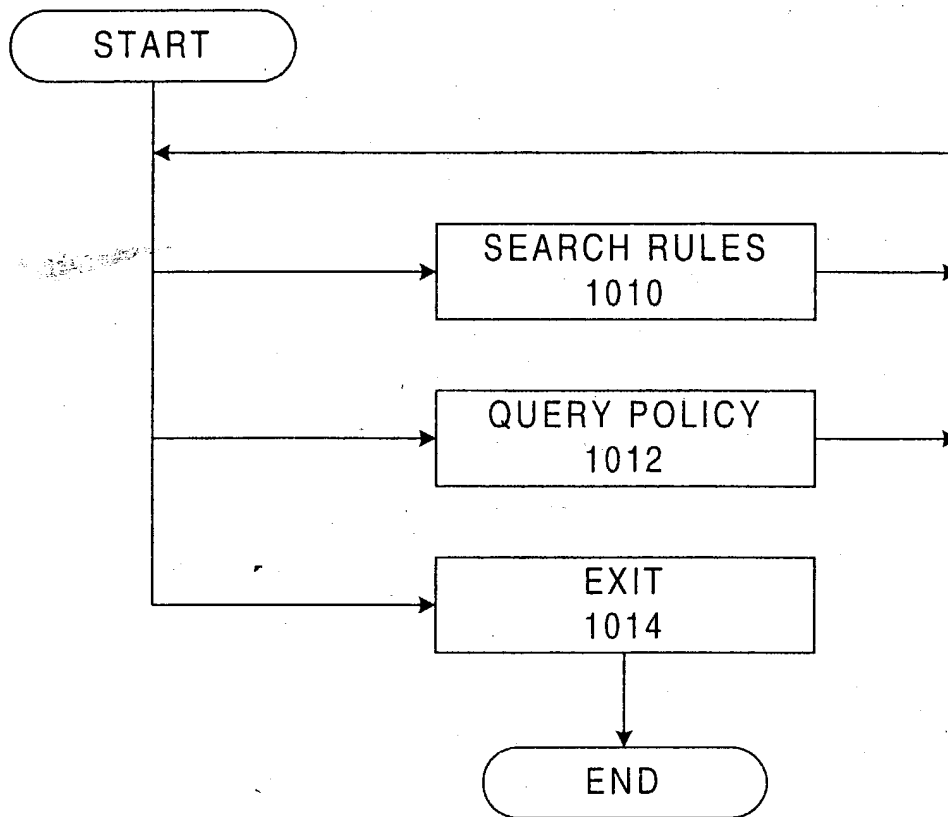 START
SEARCH RULES
1010
QUERY POLICY
1012
EXIT
1014
END